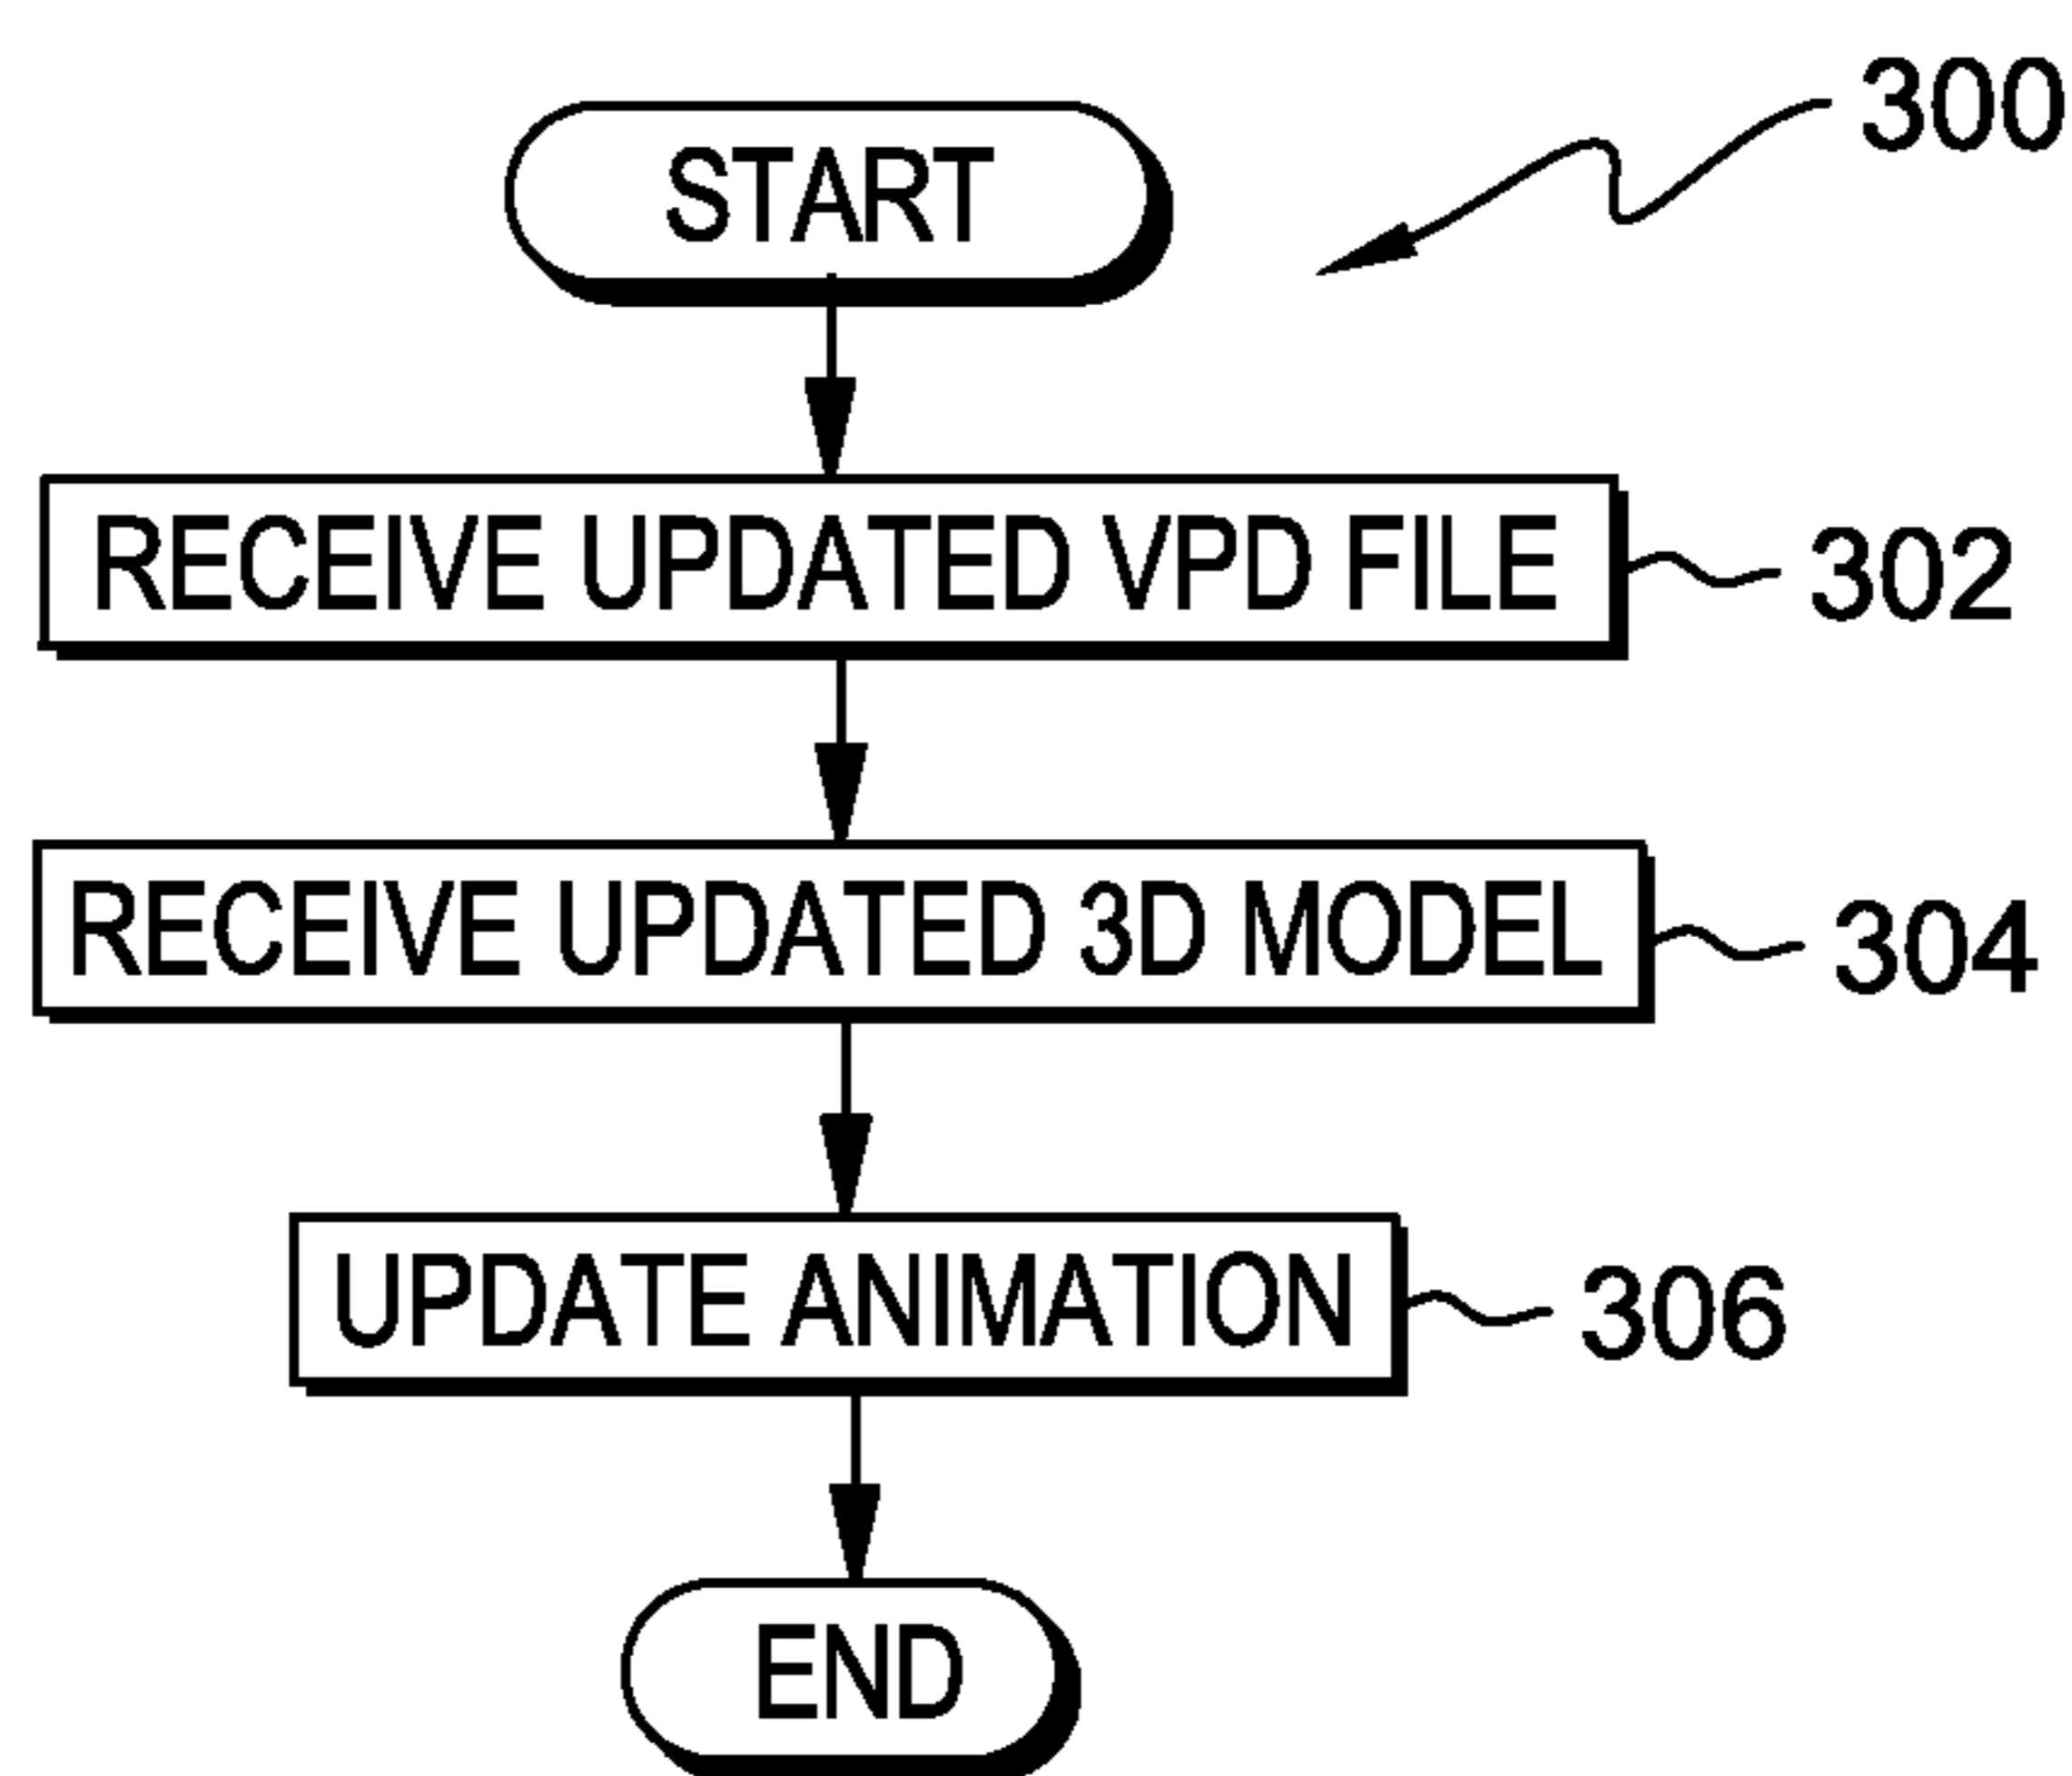 START
300
RECEIVE UPDATED VPD FILE
302
RECEIVE UPDATED 3D MODEL
304
UPDATE ANIMATION
306
END